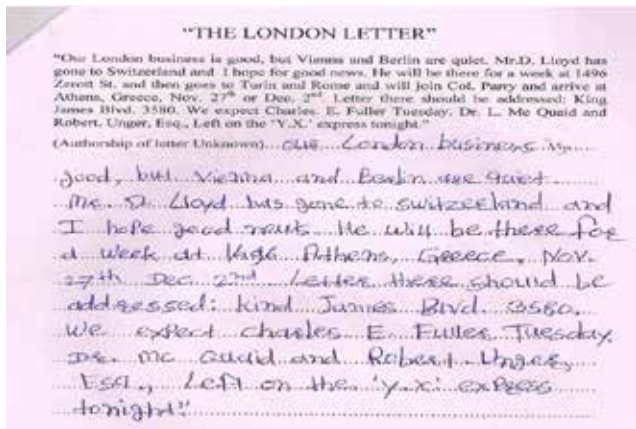 "THE LONDON LETTER"
"Our London business is good, but Vienna and Berlin are quiet. Mr.D. Lloyd has
gone to Switzerland and I hope for good news. He will be there for a week at 1496
Zerott St. and then goes to Turin and Rome and will join Col. Parry and arrive at
Athens, Greece, Nov. 27th or Dec. 2nd. Letter there should be addressed: King
James Blvd. 3580. We expect Charles. E. Fuller Tuesday. Dr. L. Mc Quaid and
Robert. Unger, Esq., Left on the 'Y.X.' express tonight."
(Authorship of letter Unknown) our London business is
good, but Vienna and Berlin are quiet
Mr. D. Lloyd has gone to Switzerland and
I hope good news. He will be there for
a week at Athens, Greece, Nov.
27th Dec. 2nd Letter there should be
addressed: Kind James Blvd. 3580.
We expect Charles E. Fuller Tuesday.
Dr. Mc Quaid and Robert Unger,
Esq., Left on the 'Y.X.' express
tonight."